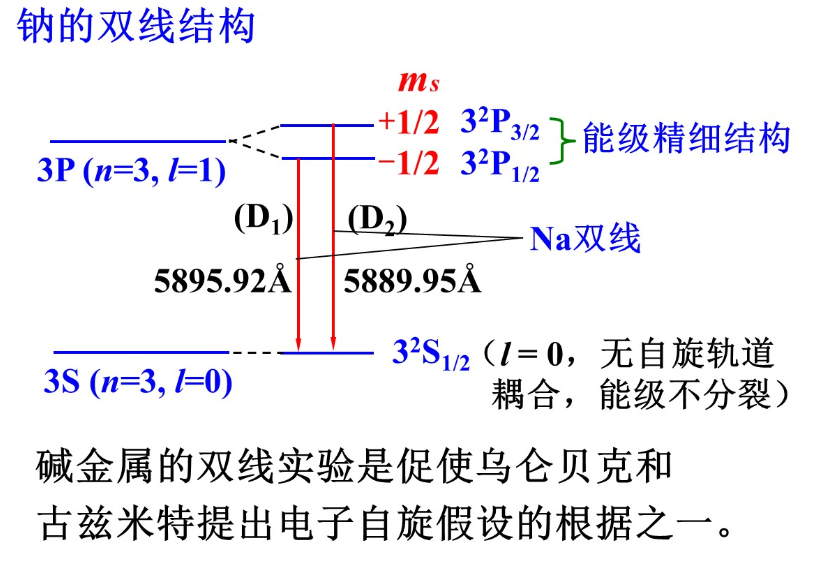 钠的双线结构
ms
+1/2 3²P3/2
能级精细结构
−1/2 3²P1/2
3P (n=3, l=1)
(D1) (D2)
Na双线
5895.92Å 5889.95Å
3²S1/2（l = 0，无自旋轨道
耦合，能级不分裂）
3S (n=3, l=0)
碱金属的双线实验是促使乌仑贝克和
古兹米特提出电子自旋假设的根据之一。